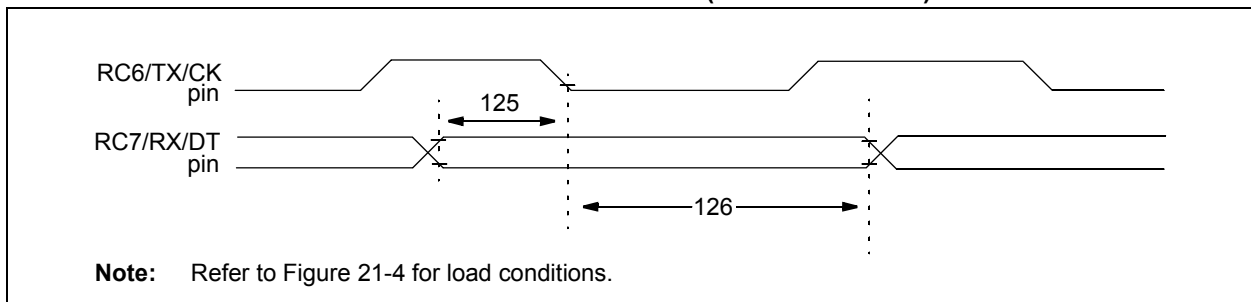 RC6/TX/CK
pin
125
RC7/RX/DT
pin
126
Note: Refer to Figure 21-4 for load conditions.